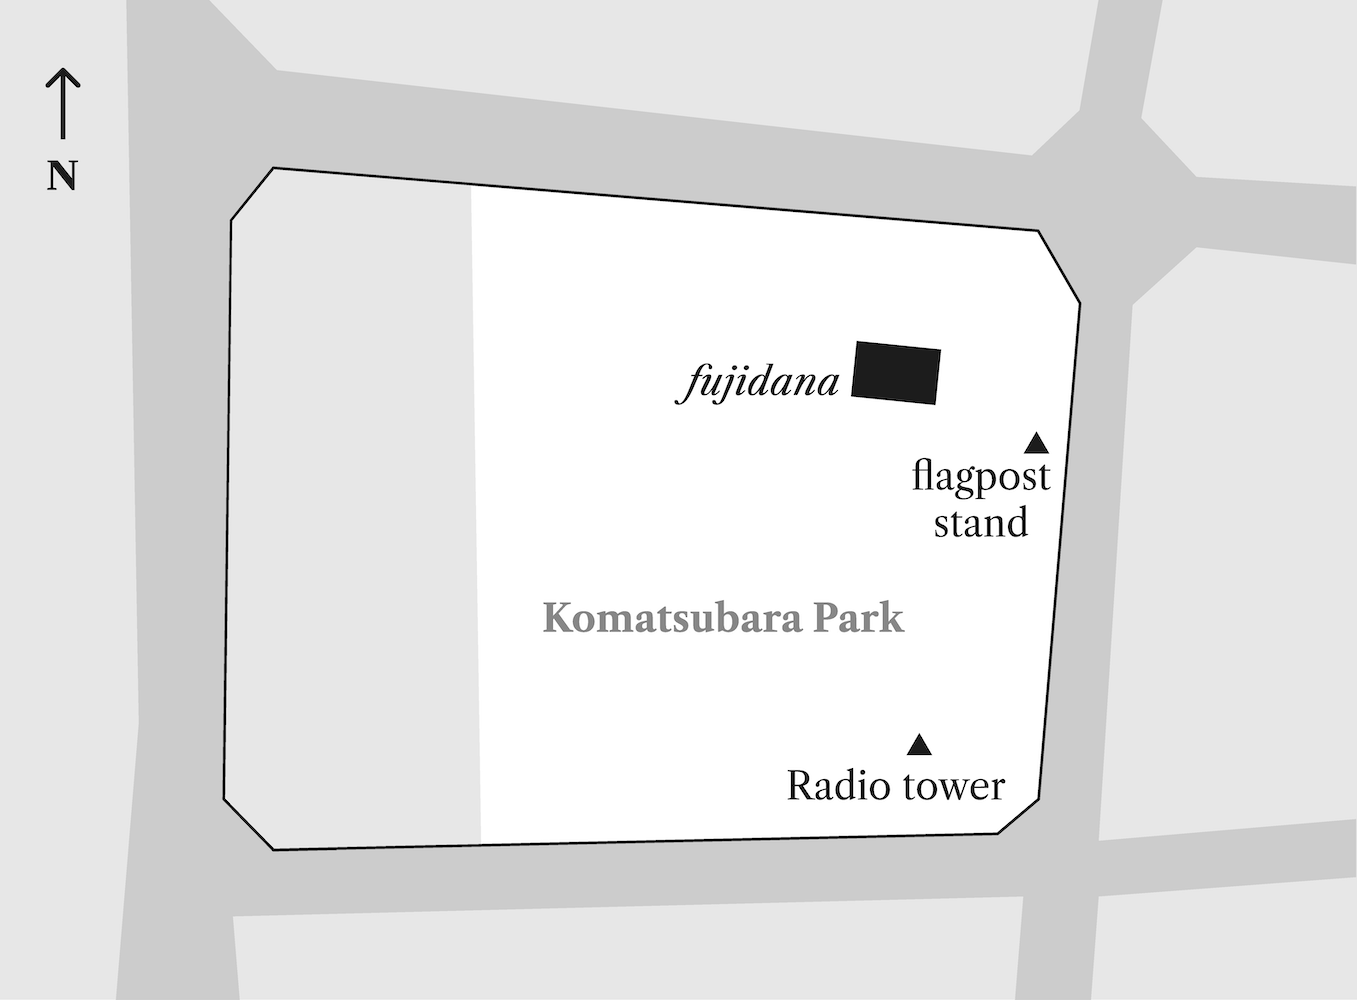 N
fujidana
flagpost
stand
Komatsubara Park
Radio tower